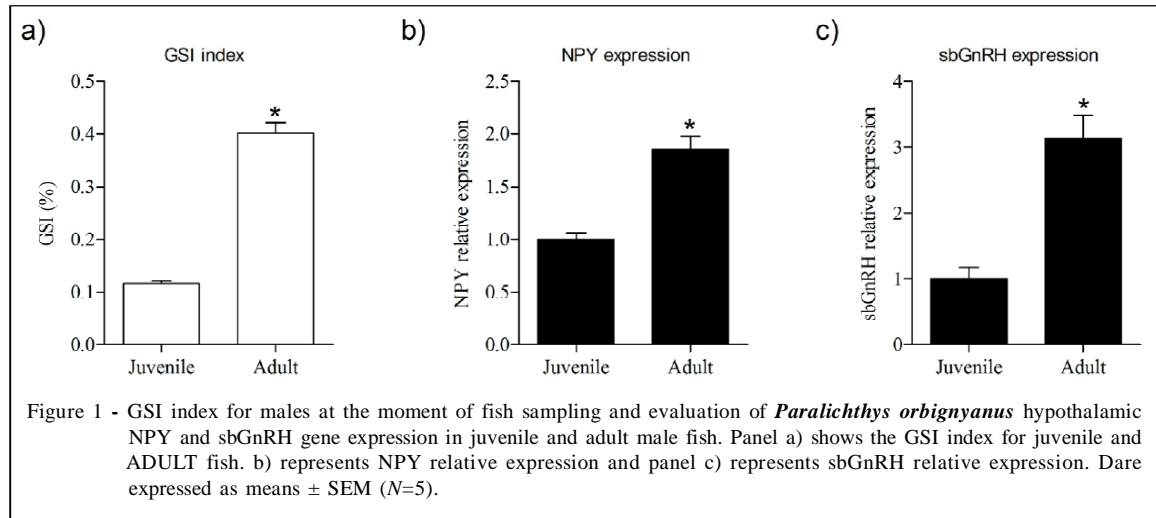 a)
GSI index
0.5
0.4
0.3
0.2
0.1
0.0
GSI (%)
*
Juvenile
Adult
b)
NPY expression
2.5
2.0
1.5
1.0
0.5
0.0
NPY relative expression
*
Juvenile
Adult
c)
sbGnRH expression
4
3
2
1
0
sbGnRH relative expression
*
Juvenile
Adult
Figure 1 - GSI index for males at the moment of fish sampling and evaluation of Paralichthys orbignyanus hypothalamic
NPY and sbGnRH gene expression in juvenile and adult male fish. Panel a) shows the GSI index for juvenile and
ADULT fish. b) represents NPY relative expression and panel c) represents sbGnRH relative expression. Dare
expressed as means ± SEM (N=5).